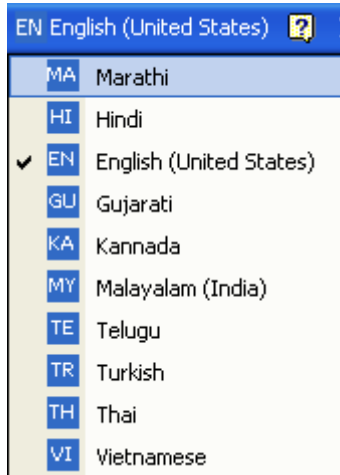 EN English (United States) ?
MA Marathi
HI Hindi
EN English (United States)
GU Gujarati
KA Kannada
MY Malayalam (India)
TE Telugu
TR Turkish
TH Thai
VI Vietnamese